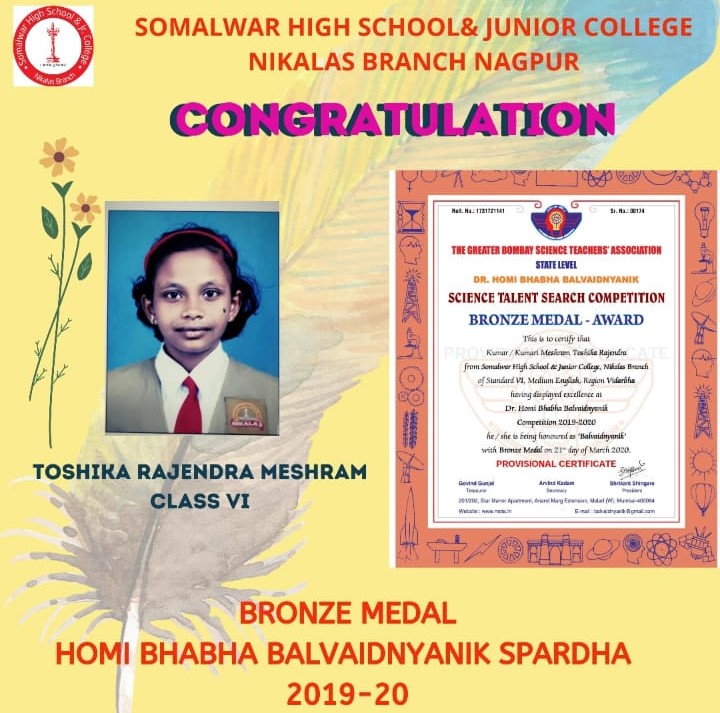 Somalwar High School & Jr. College
Nikalas Branch
SOMALWAR HIGH SCHOOL& JUNIOR COLLEGE
NIKALAS BRANCH NAGPUR
CONGRATULATION
NIKALAS
TOSHIKA RAJENDRA MESHRAM
CLASS VI
Roll. No.: 1731721141
Sr. No.: 08174
THE GREATER BOMBAY SCIENCE TEACHERS' ASSOCIATION
STATE LEVEL
DR. HOMI BHABHA BALVAIDNYANIK
SCIENCE TALENT SEARCH COMPETITION
BRONZE MEDAL - AWARD
This is to certify that
Kumar / Kumari Meshram Toshika Rajendra
from Somalwar High School & Junior College, Nikalas Branch
of Standard VI, Medium English, Region Vidarbha
having displayed excellence at
Dr. Homi Bhabha Balvaidnyanik
Competition 2019-2020
he / she is being honoured as 'Balvaidnyanik'
with Bronze Medal on 21st day of March 2020.
PROVISIONAL CERTIFICATE
Govind Gunjal
Arvind Kadam
Shrikant Shingare
Treasurer
Secretary
President
201/202, Star Manor Apartment, Anand Marg Extension, Malad (W), Mumbai-400064
Website : www.msta.in
E-mail : balvaidnyanik@gmail.com
BRONZE MEDAL
HOMI BHABHA BALVAIDNYANIK SPARDHA
2019-20